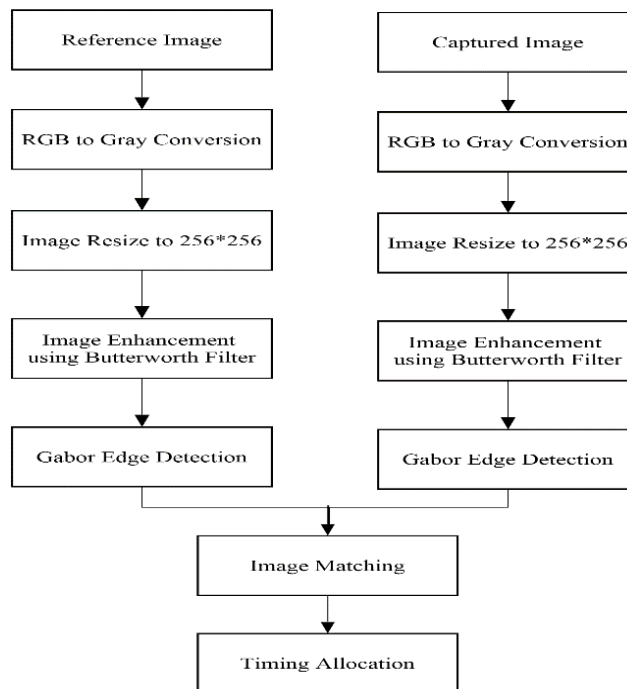 Reference Image
RGB to Gray Conversion
Image Resize to 256*256
Image Enhancement
using Butterworth Filter
Gabor Edge Detection
Captured Image
RGB to Gray Conversion
Image Resize to 256*256
Image Enhancement
using Butterworth Filter
Gabor Edge Detection
Image Matching
Timing Allocation